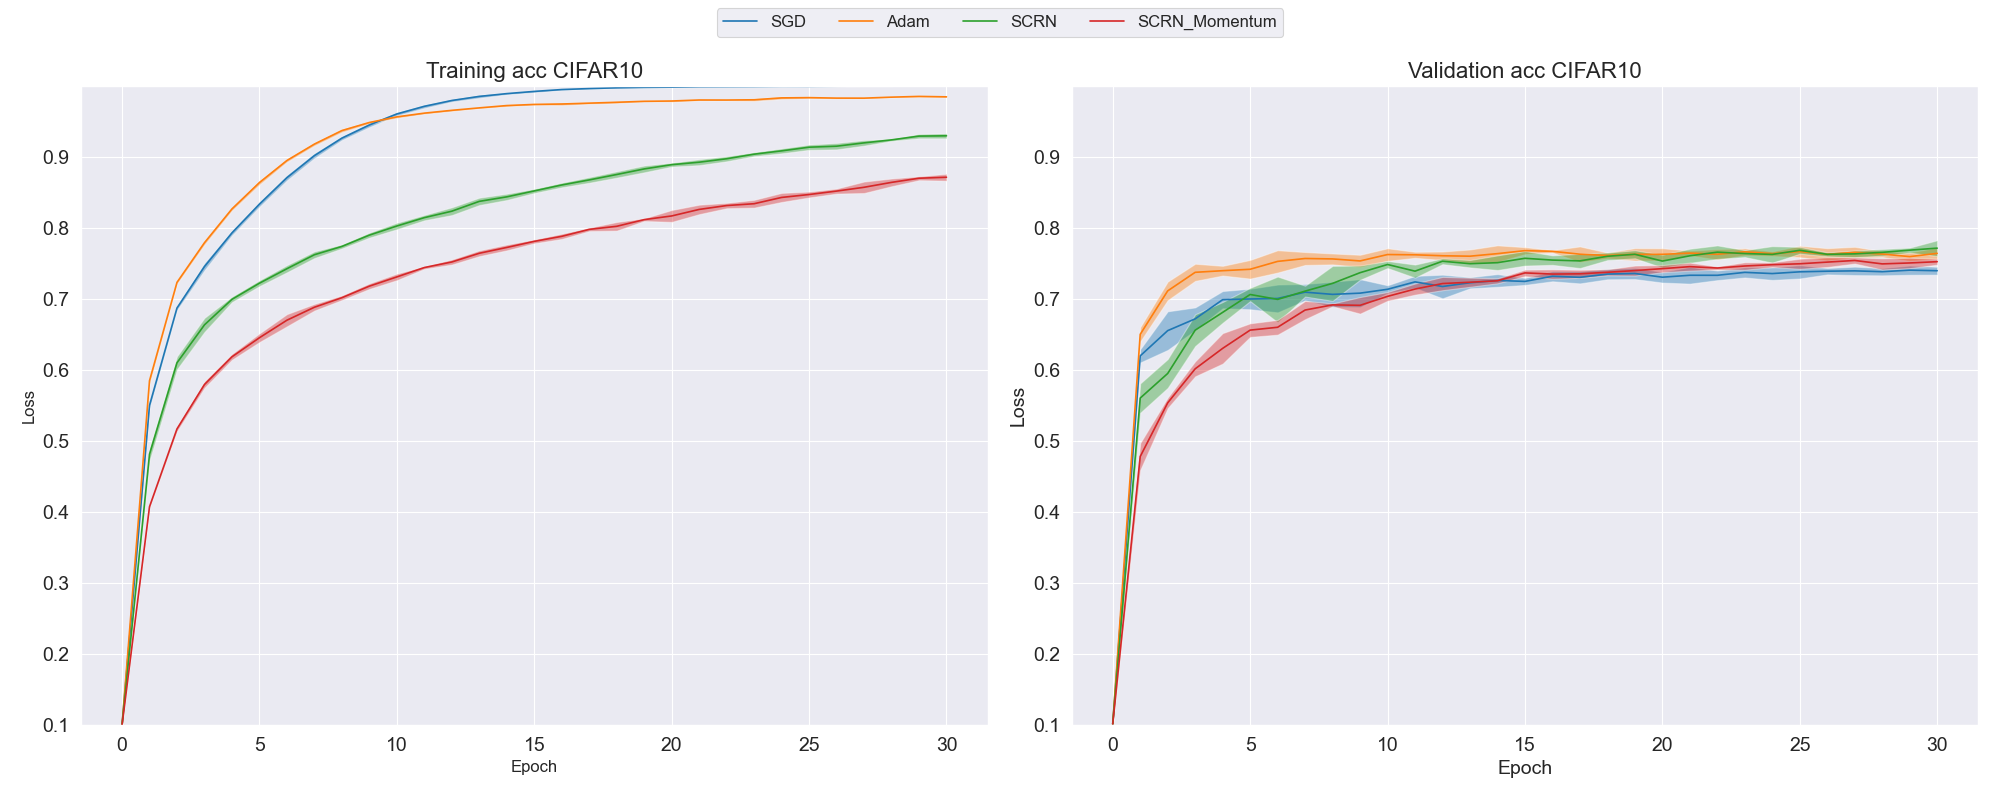 SGD Adam SCRN SCRN_Momentum
Training acc CIFAR10
0.9
0.8
0.7
0.6
0.5
0.4
0.3
0.2
0.1
Loss
0 5 10 15 20 25 30
Epoch
Validation acc CIFAR10
0.9
0.8
0.7
0.6
0.5
0.4
0.3
0.2
0.1
Loss
0 5 10 15 20 25 30
Epoch